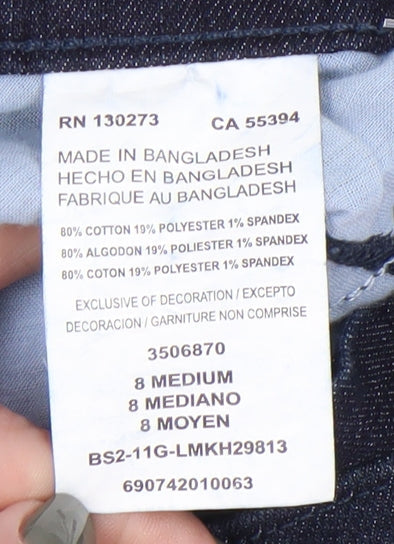 RN 130273 CA 55394
MADE IN BANGLADESH
HECHO EN BANGLADESH
FABRIQUE AU BANGLADESH
80% COTTON 19% POLYESTER 1% SPANDEX
80% ALGODON 19% POLIESTER 1% SPANDEX
80% COTON 19% POLYESTER 1% SPANDEX
EXCLUSIVE OF DECORATION / EXCEPTO
DECORACION / GARNITURE NON COMPRISE
3506870
8 MEDIUM
8 MEDIANO
8 MOYEN
BS2-11G-LMKH29813
690742010063